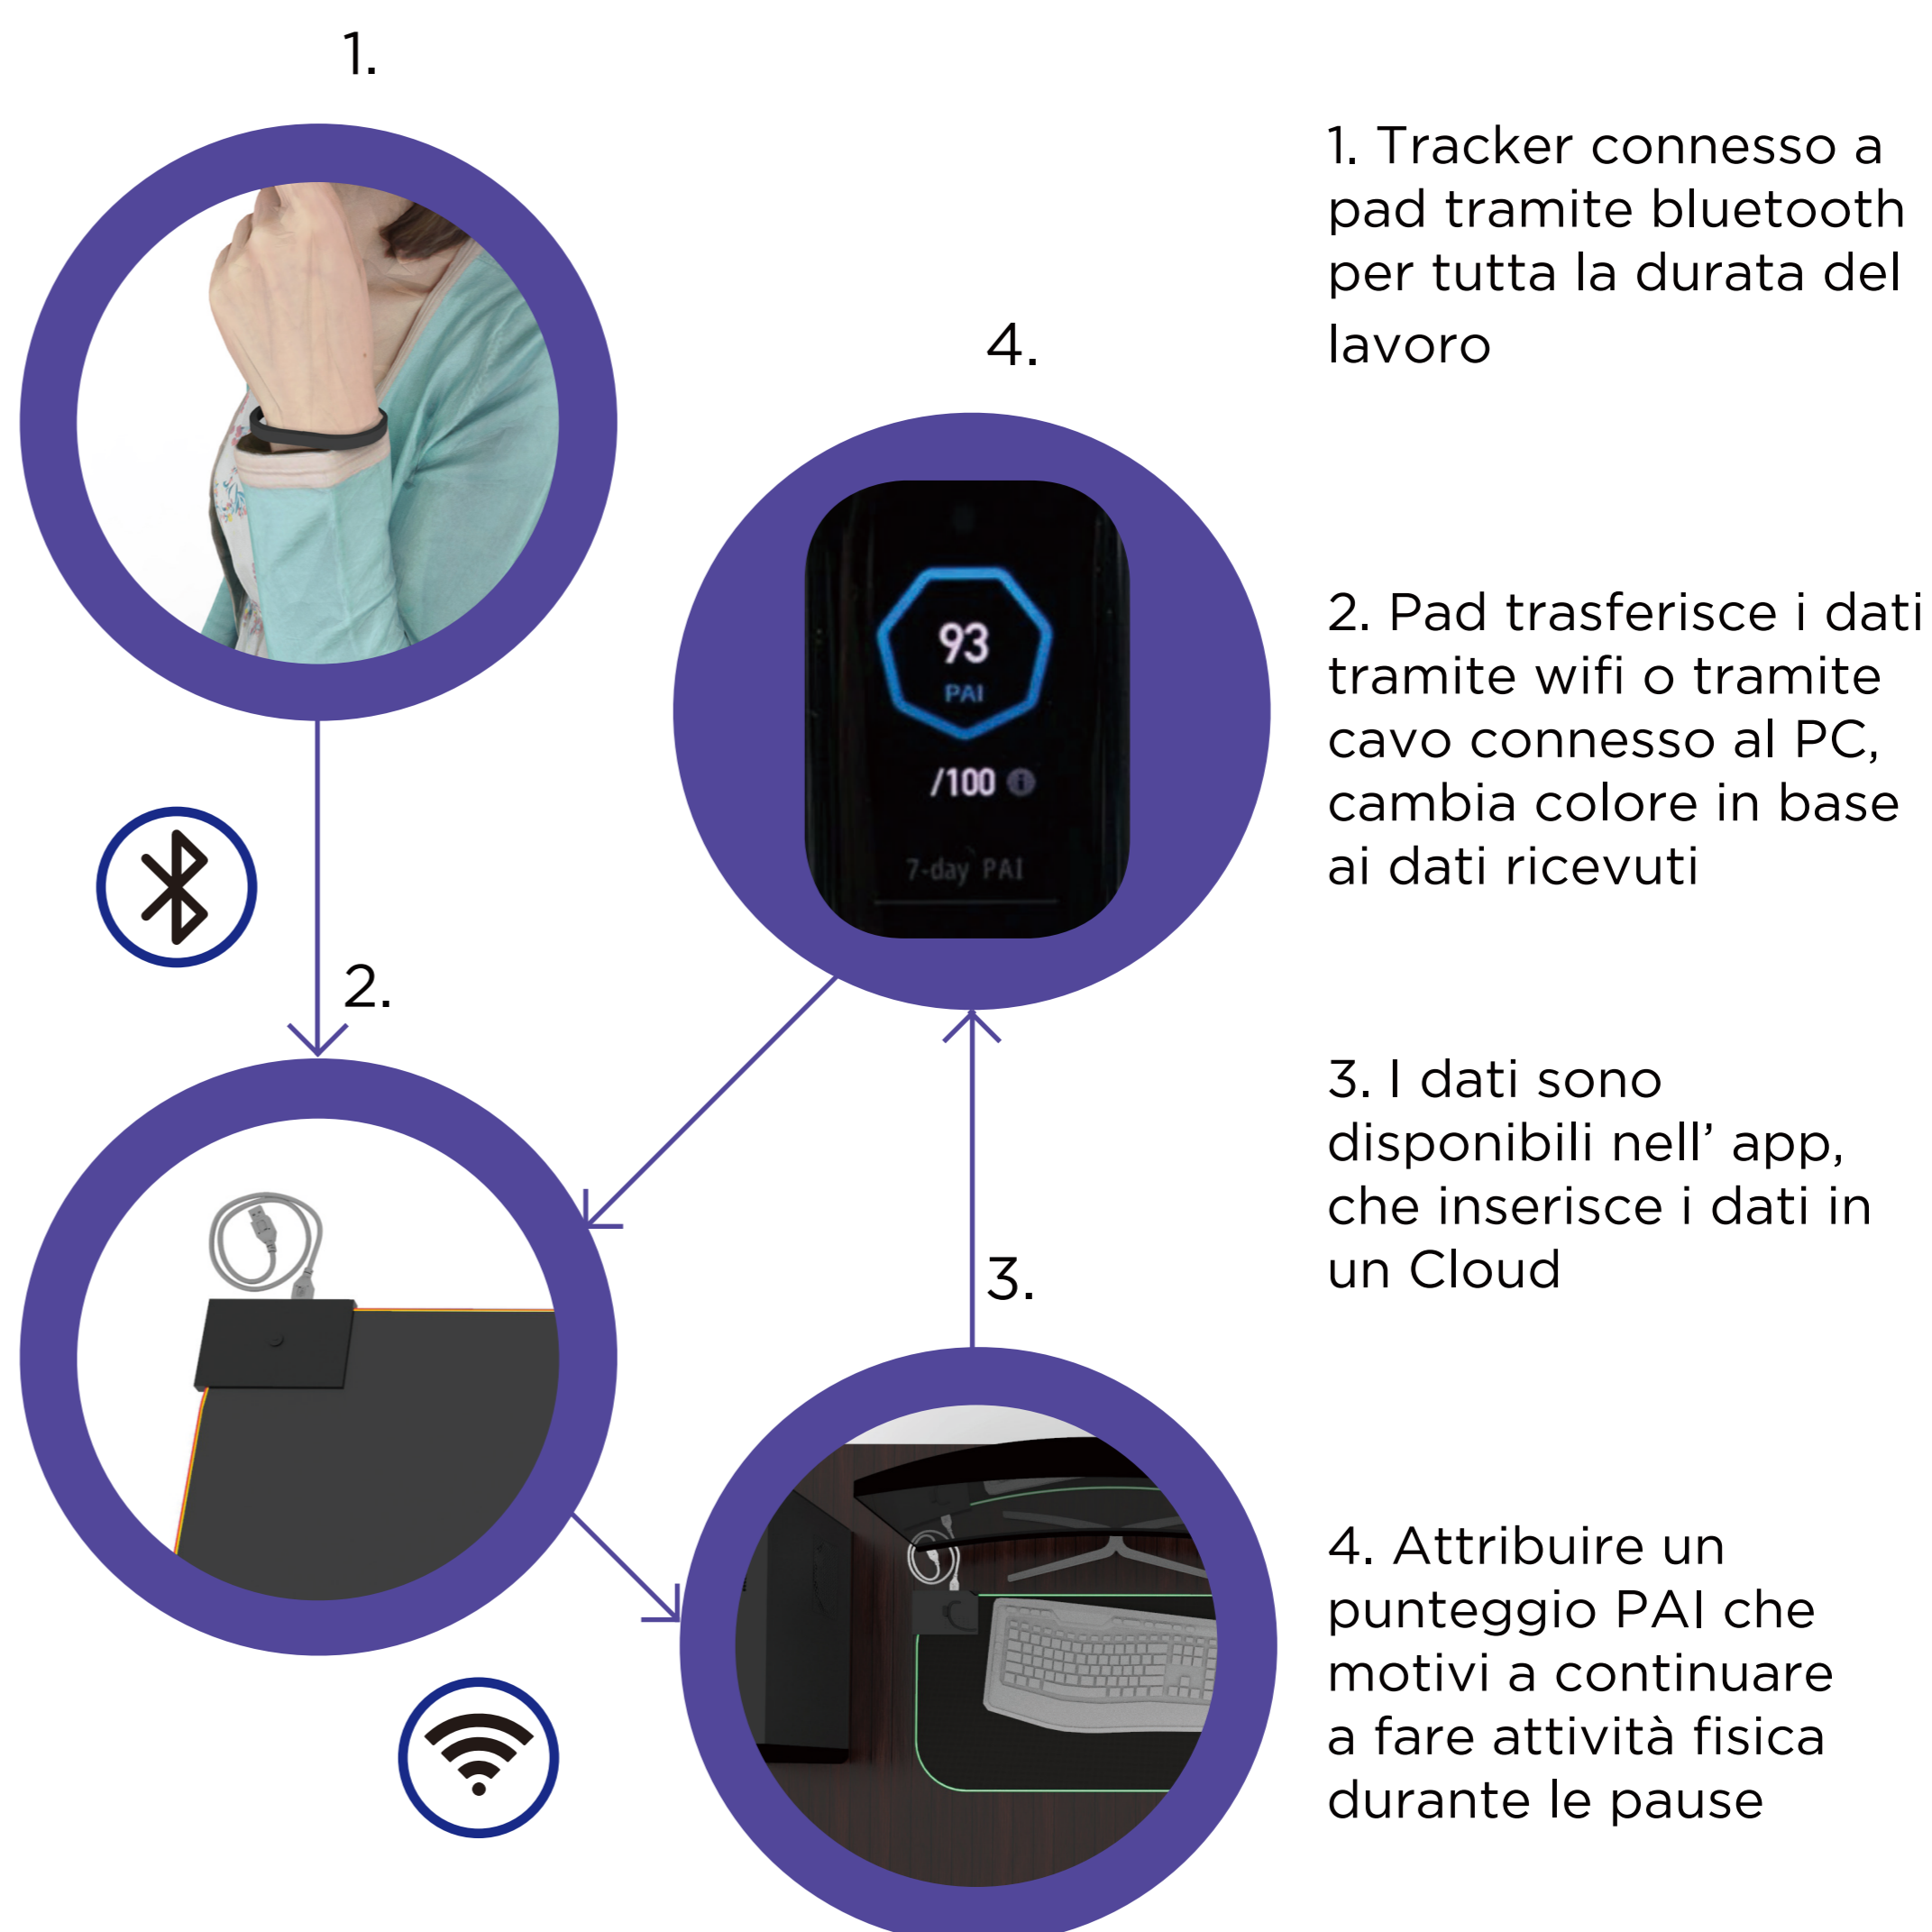 1.
4.
93
PAI
/100
7-day PAI
2.
3.
1. Tracker connesso a
pad tramite bluetooth
per tutta la durata del
lavoro
2. Pad trasferisce i dati
tramite wifi o tramite
cavo connesso al PC,
cambia colore in base
ai dati ricevuti
3. I dati sono
disponibili nell’ app,
che inserisce i dati in
un Cloud
4. Attribuire un
punteggio PAI che
motivi a continuare
a fare attività fisica
durante le pause